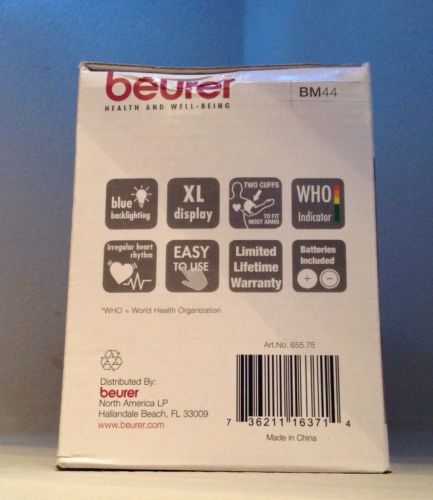 beurer
HEALTH AND WELL-BEING
BM44
blue
backlighting
XL
display
TWO CUFFS
TO FIT
MOST ARMS
WHO
Indicator
irregular heart
rhythm
EASY
TO USE
Limited
Lifetime
Warranty
Batteries
Included
+ −
*WHO = World Health Organization
Art.No. 655.75
Distributed By:
beurer
North America LP
Hallandale Beach, FL 33009
www.beurer.com
7 36211 16371 4
Made in China